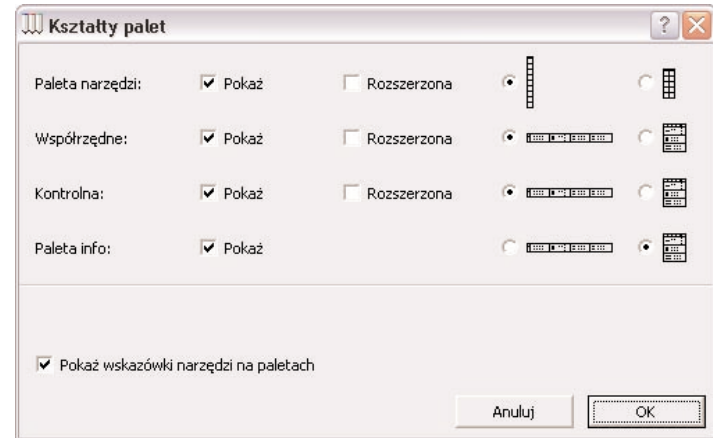 Kształty palet
Paleta narzędzi: Pokaż Rozszerzona
Współrzędne: Pokaż Rozszerzona
Kontrolna: Pokaż Rozszerzona
Paleta info: Pokaż
Pokaż wskazówki narzędzi na paletach
Anuluj OK